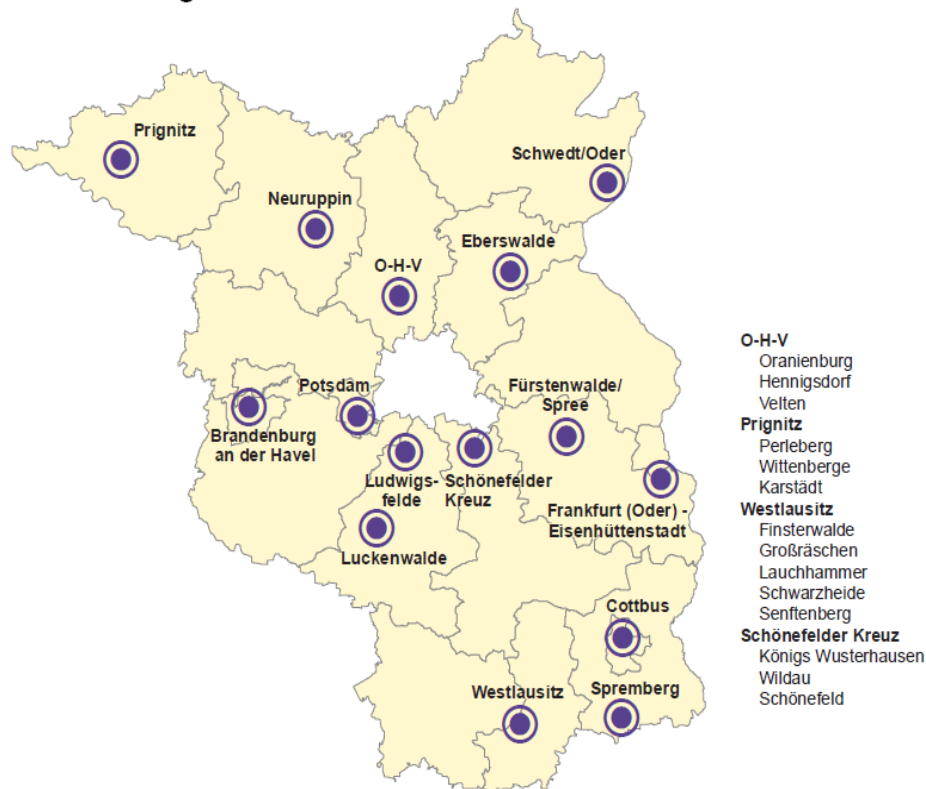 Prignitz
Schwedt/Oder
Neuruppin
Eberswalde
O-H-V
Potsdam
Fürstenwalde/
Spree
Brandenburg
an der Havel
Ludwigs-
felde
Schönefelder
Kreuz
Frankfurt (Oder) -
Eisenhüttenstadt
Luckenwalde
Cottbus
Westlausitz
Spremberg
O-H-V
Oranienburg
Hennigsdorf
Velten
Prignitz
Perleberg
Wittenberge
Karstädt
Westlausitz
Finsterwalde
Großräschen
Lauchhammer
Schwarzheide
Senftenberg
Schönefelder Kreuz
Königs Wusterhausen
Wildau
Schönefeld